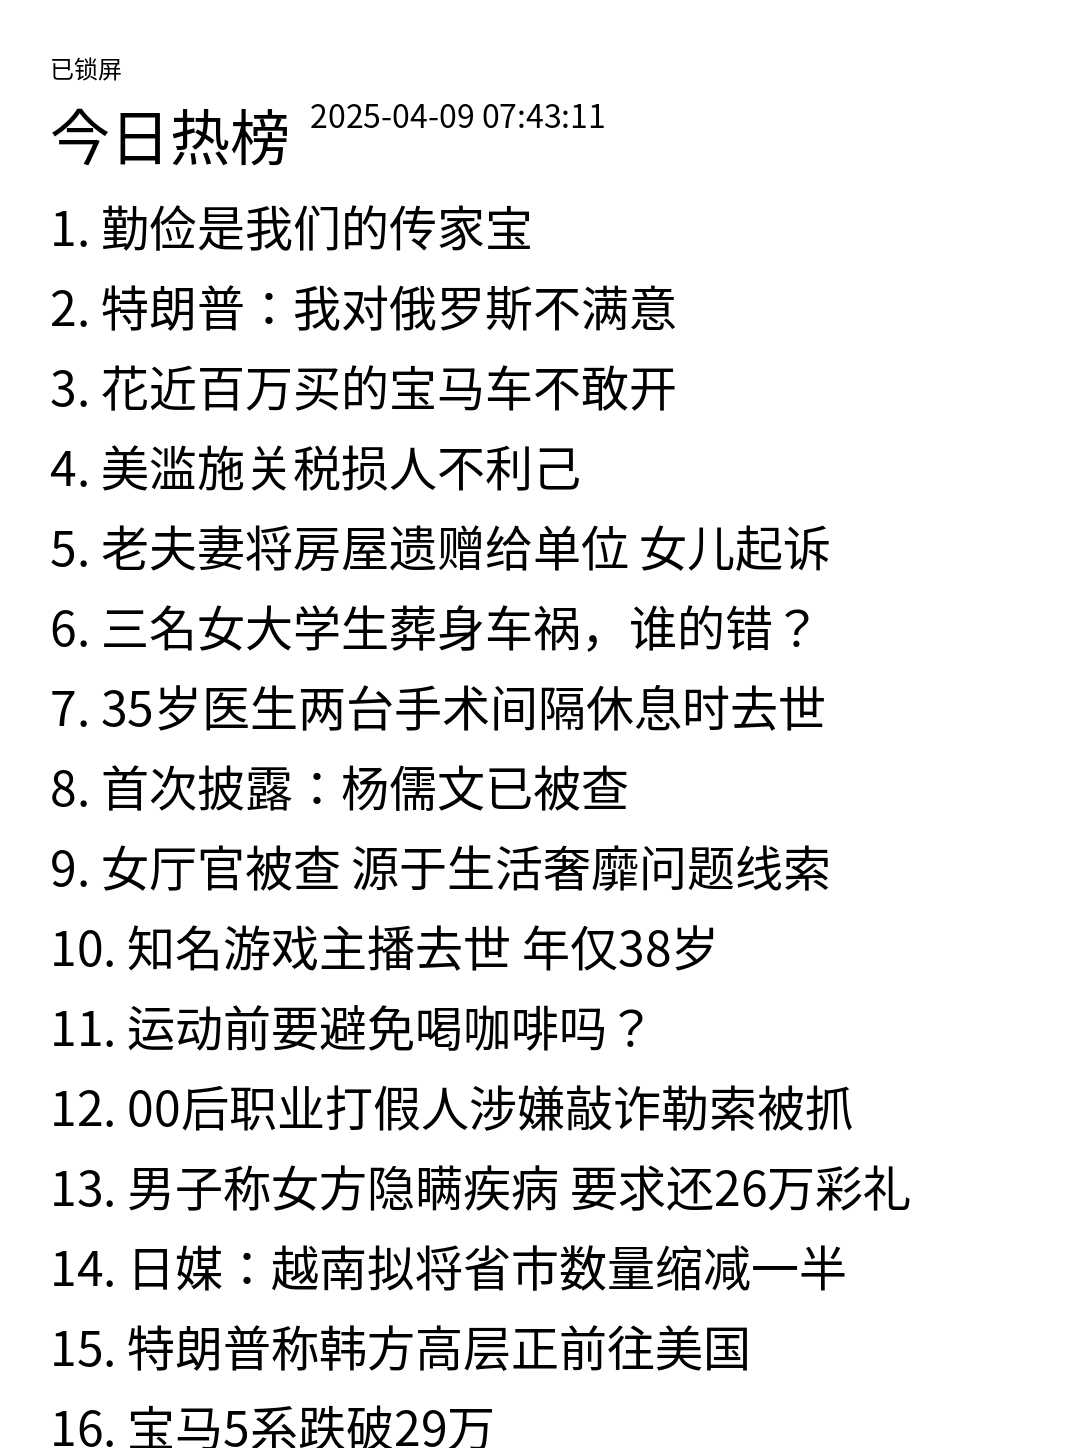 已锁屏
今日热榜 2025-04-09 07:43:11
1. 勤俭是我们的传家宝
2. 特朗普：我对俄罗斯不满意
3. 花近百万买的宝马车不敢开
4. 美滥施关税损人不利己
5. 老夫妻将房屋遗赠给单位 女儿起诉
6. 三名女大学生葬身车祸，谁的错？
7. 35岁医生两台手术间隔休息时去世
8. 首次披露：杨儒文已被查
9. 女厅官被查 源于生活奢靡问题线索
10. 知名游戏主播去世 年仅38岁
11. 运动前要避免喝咖啡吗？
12. 00后职业打假人涉嫌敲诈勒索被抓
13. 男子称女方隐瞒疾病 要求还26万彩礼
14. 日媒：越南拟将省市数量缩减一半
15. 特朗普称韩方高层正前往美国
16. 宝马5系跌破29万